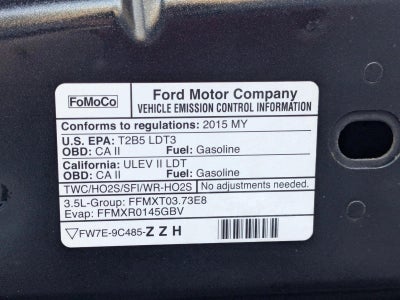 FoMoCo
Ford Motor Company
VEHICLE EMISSION CONTROL INFORMATION
Conforms to regulations: 2015 MY
U.S. EPA: T2B5 LDT3
OBD: CA II Fuel: Gasoline
California: ULEV II LDT
OBD: CA II Fuel: Gasoline
TWC/HO2S/SFI/WR-HO2S No adjustments needed.
3.5L-Group: FFMXT03.73E8
Evap: FFMXR0145GBV
FW7E-9C485-ZZH